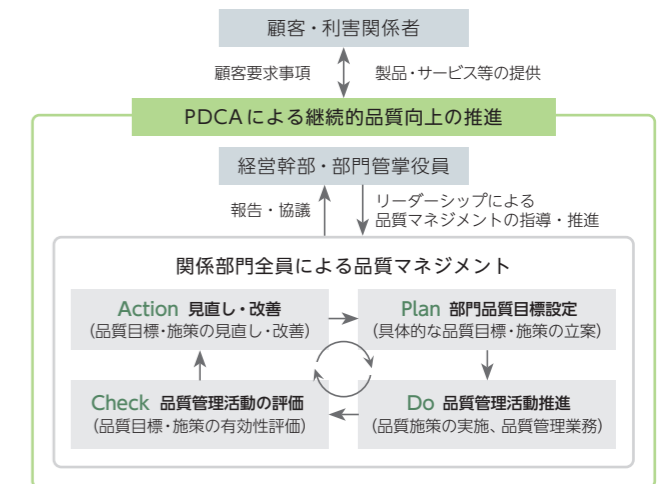 顧客・利害関係者
顧客要求事項
製品・サービス等の提供
PDCAによる継続的品質向上の推進
経営幹部・部門管掌役員
報告・協議
リーダーシップによる
品質マネジメントの指導・推進
関係部門全員による品質マネジメント
Action 見直し・改善
(品質目標・施策の見直し・改善)
Plan 部門品質目標設定
(具体的な品質目標・施策の立案)
Check 品質管理活動の評価
(品質目標・施策の有効性評価)
Do 品質管理活動推進
(品質施策の実施、品質管理業務)